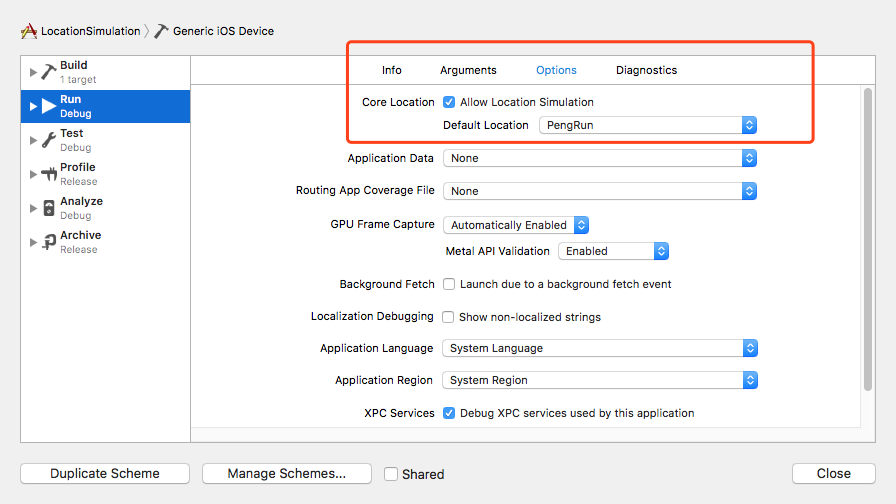 LocationSimulation Generic iOS Device
Build
1 target
Run
Debug
Test
Debug
Profile
Release
Analyze
Debug
Archive
Release
Info Arguments Options Diagnostics
Core Location Allow Location Simulation
Default Location PengRun
Application Data None
Routing App Coverage File None
GPU Frame Capture Automatically Enabled
Metal API Validation Enabled
Background Fetch Launch due to a background fetch event
Localization Debugging Show non-localized strings
Application Language System Language
Application Region System Region
XPC Services Debug XPC services used by this application
Duplicate Scheme Manage Schemes... Shared Close